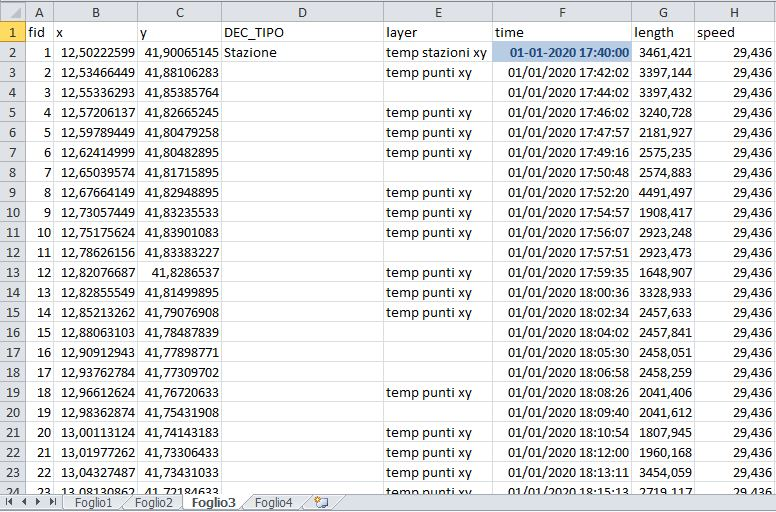 A B C D E F G H
1 fid x y DEC_TIPO layer time length speed
2 1 12,50222599 41,90065145 Stazione temp stazioni xy 01-01-2020 17:40:00 3461,421 29,436
3 2 12,53466449 41,88106283 temp punti xy 01/01/2020 17:42:02 3397,144 29,436
4 3 12,55336293 41,85385764 01/01/2020 17:44:02 3397,432 29,436
5 4 12,57206137 41,82665245 temp punti xy 01/01/2020 17:46:02 3240,728 29,436
6 5 12,59789449 41,80479258 temp punti xy 01/01/2020 17:47:57 2181,927 29,436
7 6 12,62414999 41,80482895 temp punti xy 01/01/2020 17:49:16 2575,235 29,436
8 7 12,65039574 41,81715895 01/01/2020 17:50:48 2574,883 29,436
9 8 12,67664149 41,82948895 temp punti xy 01/01/2020 17:52:20 4491,497 29,436
10 9 12,73057449 41,83235533 temp punti xy 01/01/2020 17:54:57 1908,417 29,436
11 10 12,75175624 41,83901083 temp punti xy 01/01/2020 17:56:07 2923,248 29,436
12 11 12,78626156 41,83383227 01/01/2020 17:57:51 2923,473 29,436
13 12 12,82076687 41,8286537 temp punti xy 01/01/2020 17:59:35 1648,907 29,436
14 13 12,82855549 41,81499895 temp punti xy 01/01/2020 18:00:36 3328,933 29,436
15 14 12,85213262 41,79076908 temp punti xy 01/01/2020 18:02:34 2457,633 29,436
16 15 12,88063103 41,78487839 01/01/2020 18:04:02 2457,841 29,436
17 16 12,90912943 41,77898771 01/01/2020 18:05:30 2458,051 29,436
18 17 12,93762784 41,77309702 01/01/2020 18:06:58 2458,259 29,436
19 18 12,96612624 41,76720633 temp punti xy 01/01/2020 18:08:26 2041,406 29,436
20 19 12,98362874 41,75431908 01/01/2020 18:09:40 2041,612 29,436
21 20 13,00113124 41,74143183 temp punti xy 01/01/2020 18:10:54 1807,945 29,436
22 21 13,01977262 41,73306433 temp punti xy 01/01/2020 18:12:00 1960,168 29,436
23 22 13,04327487 41,73431033 temp punti xy 01/01/2020 18:13:11 3454,059 29,436
24 23 13,08130862 41,72184633 temp punti xy 01/01/2020 18:15:13 2719,117 29,436
Foglio1 Foglio2 Foglio3 Foglio4